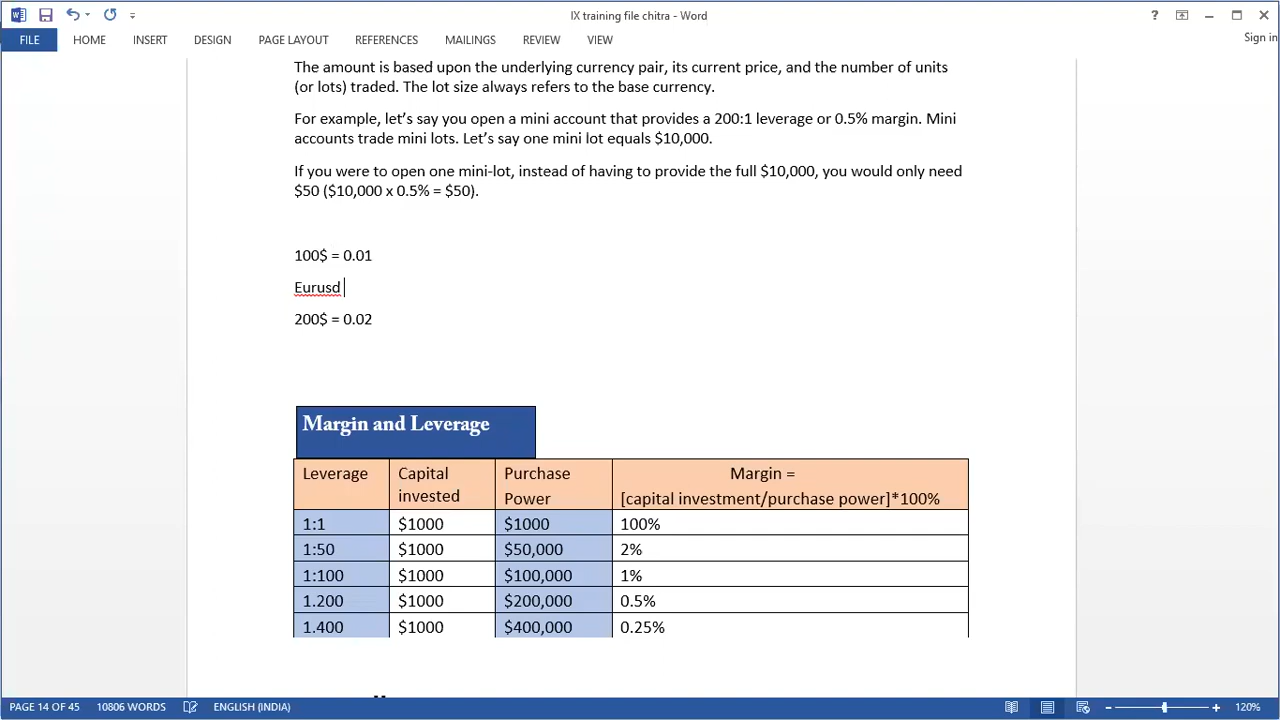 IX training file chitra - Word
?
Sign in
FILE HOME INSERT DESIGN PAGE LAYOUT REFERENCES MAILINGS REVIEW VIEW
The amount is based upon the underlying currency pair, its current price, and the number of units
(or lots) traded. The lot size always refers to the base currency.
For example, let’s say you open a mini account that provides a 200:1 leverage or 0.5% margin. Mini
accounts trade mini lots. Let’s say one mini lot equals $10,000.
If you were to open one mini-lot, instead of having to provide the full $10,000, you would only need
$50 ($10,000 x 0.5% = $50).
100$ = 0.01
Eurusd
200$ = 0.02
Margin and Leverage
Leverage Capital invested Purchase Power Margin = [capital investment/purchase power]*100%
1:1 $1000 $1000 100%
1:50 $1000 $50,000 2%
1:100 $1000 $100,000 1%
1.200 $1000 $200,000 0.5%
1.400 $1000 $400,000 0.25%
PAGE 14 OF 45 10806 WORDS ENGLISH (INDIA) 120%